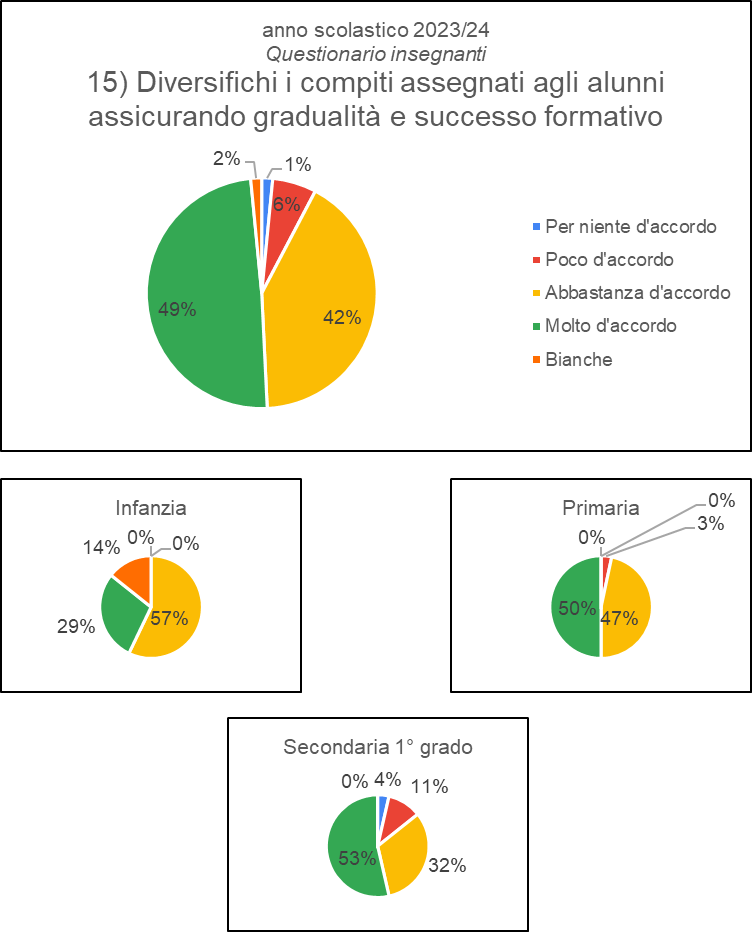 anno scolastico 2023/24
Questionario insegnanti
15) Diversifichi i compiti assegnati agli alunni
assicurando gradualità e successo formativo
2%
1%
6%
42%
49%
Per niente d'accordo
Poco d'accordo
Abbastanza d'accordo
Molto d'accordo
Bianche
Infanzia
0%
0%
14%
57%
29%
Primaria
0%
3%
0%
50%
47%
Secondaria 1° grado
0%
4%
11%
53%
32%